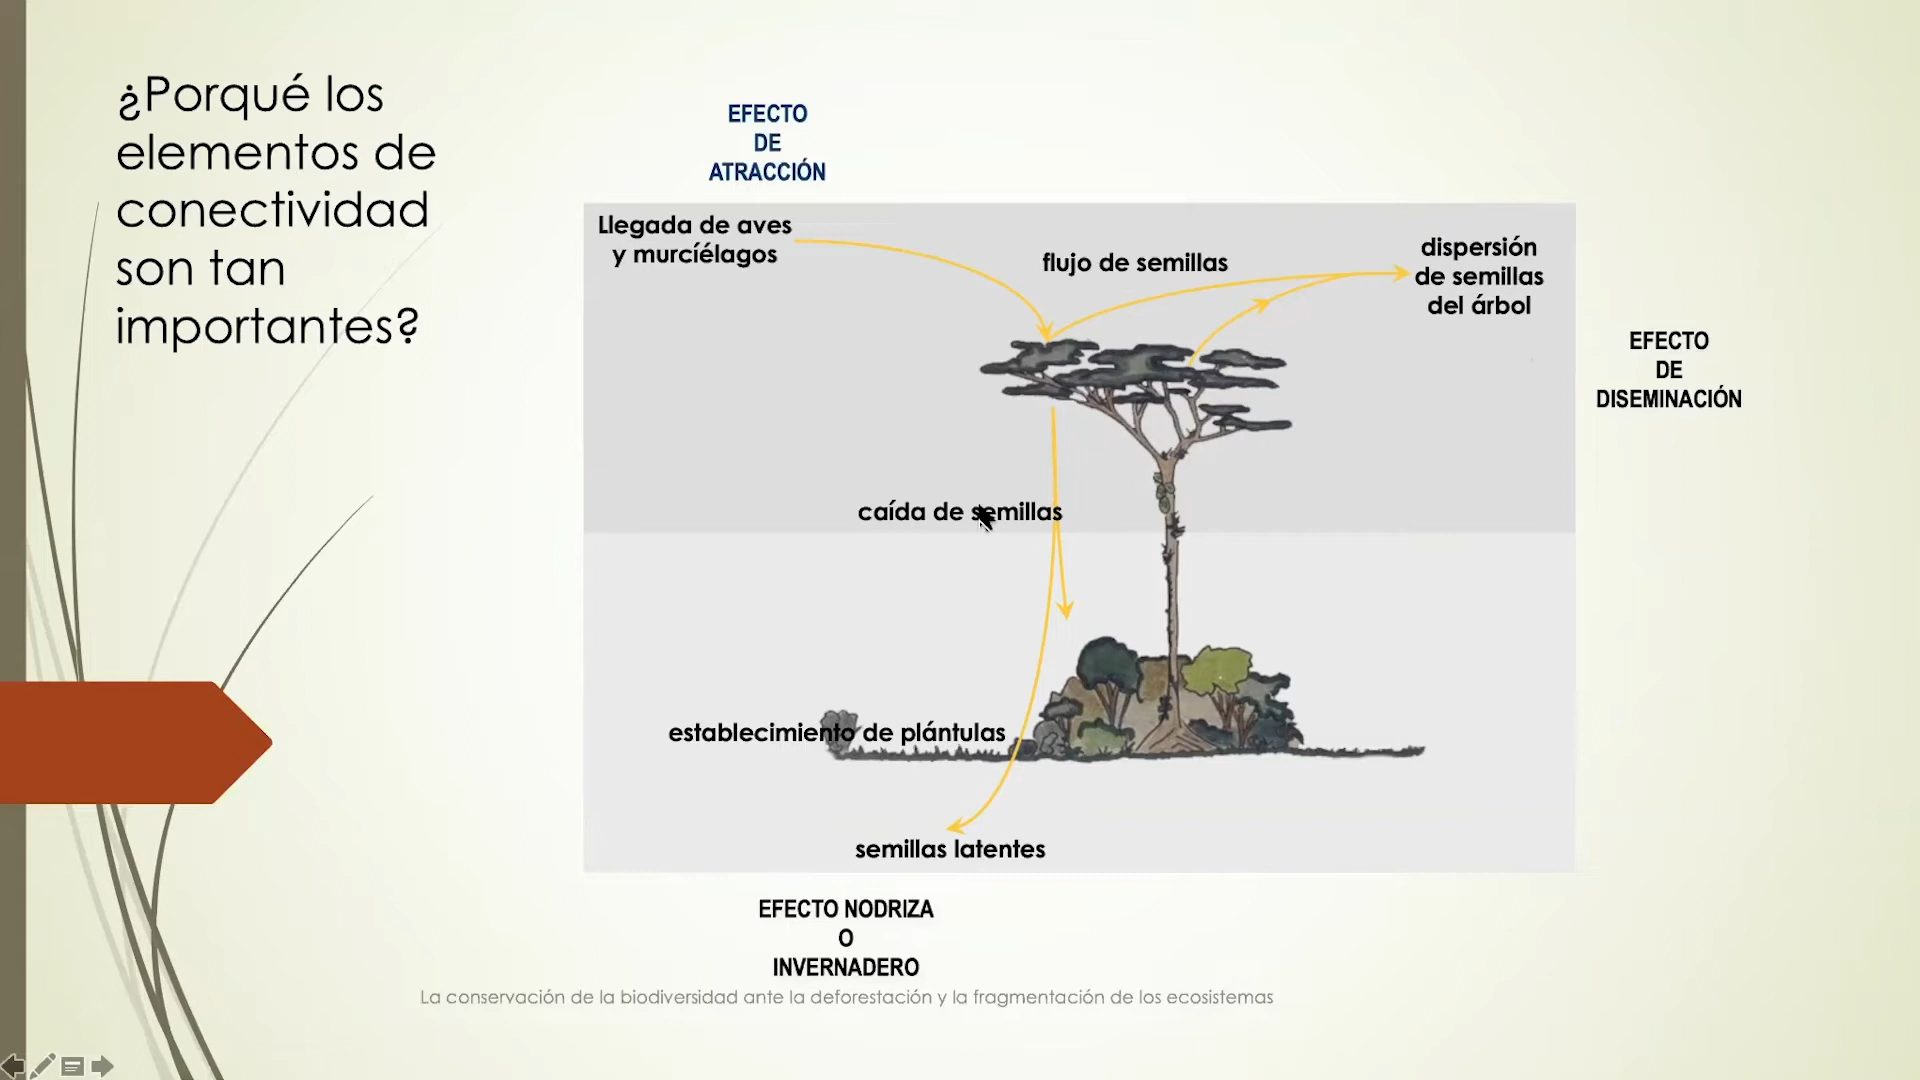 ¿Porqué los
elementos de
conectividad
son tan
importantes?
EFECTO
DE
ATRACCIÓN
Llegada de aves
y murcíélagos
flujo de semillas
dispersión
de semillas
del árbol
EFECTO
DE
DISEMINACIÓN
caída de semillas
establecimiento de plántulas
semillas latentes
EFECTO NODRIZA
O
INVERNADERO
La conservación de la biodiversidad ante la deforestación y la fragmentación de los ecosistemas